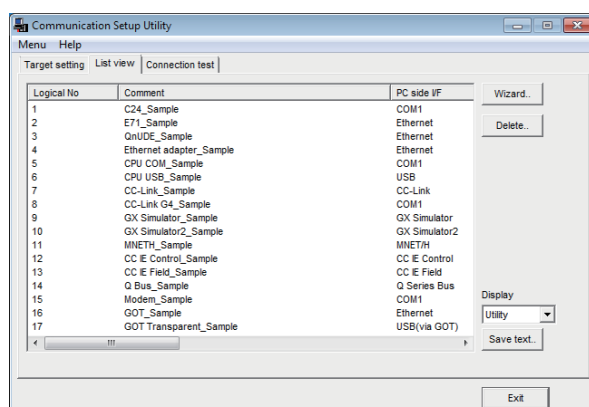 Communication Setup Utility
Menu Help
Target setting List view Connection test
Logical No Comment PC side I/F
1 C24_Sample COM1
2 E71_Sample Ethernet
3 QnUDE_Sample Ethernet
4 Ethernet adapter_Sample Ethernet
5 CPU COM_Sample COM1
6 CPU USB_Sample USB
7 CC-Link_Sample CC-Link
8 CC-Link G4_Sample COM1
9 GX Simulator_Sample GX Simulator
10 GX Simulator2_Sample GX Simulator2
11 MNETH_Sample MNET/H
12 CC IE Control_Sample CC IE Control
13 CC IE Field_Sample CC IE Field
14 Q Bus_Sample Q Series Bus
15 Modem_Sample COM1
16 GOT_Sample Ethernet
17 GOT Transparent_Sample USB(via GOT)
Wizard..
Delete..
Display
Utility
Save text..
Exit